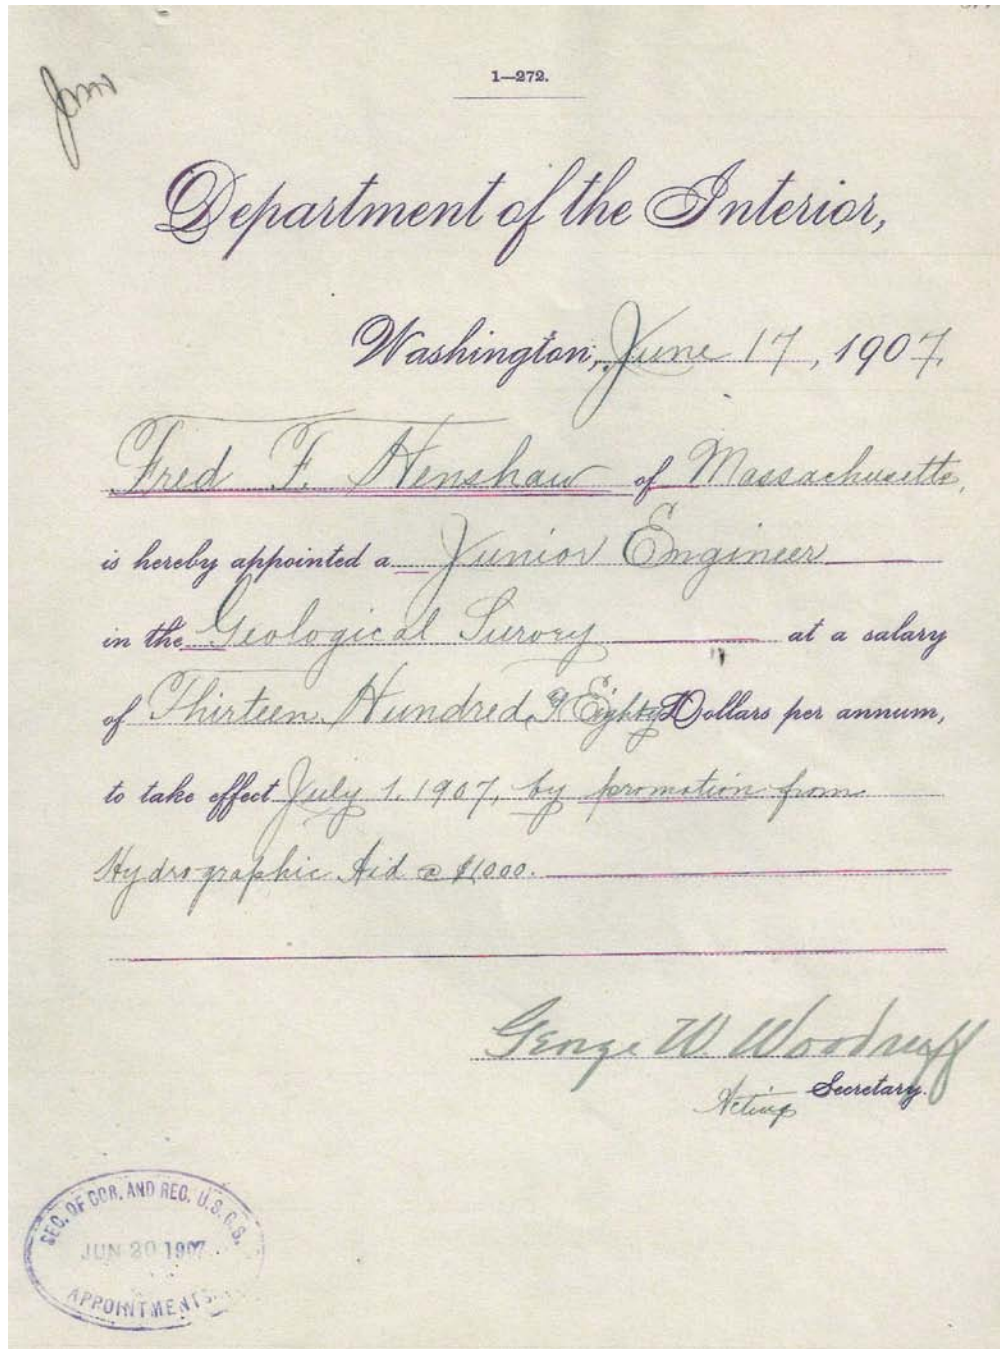 1—272.
Department of the Interior,
Washington, June 17, 1907.
Fred F. Henshaw of Massachusetts,
is hereby appointed a Junior Engineer
in the Geological Survey at a salary
of Thirteen Hundred & Eighty Dollars per annum,
to take effect July 1, 1907, by promotion from
Hydrographic Aid @ $1000.
George W. Woodruff
Acting Secretary.
SEC. OF COR. AND REC. U.S.G.S.
JUN 20 1907
APPOINTMENTS